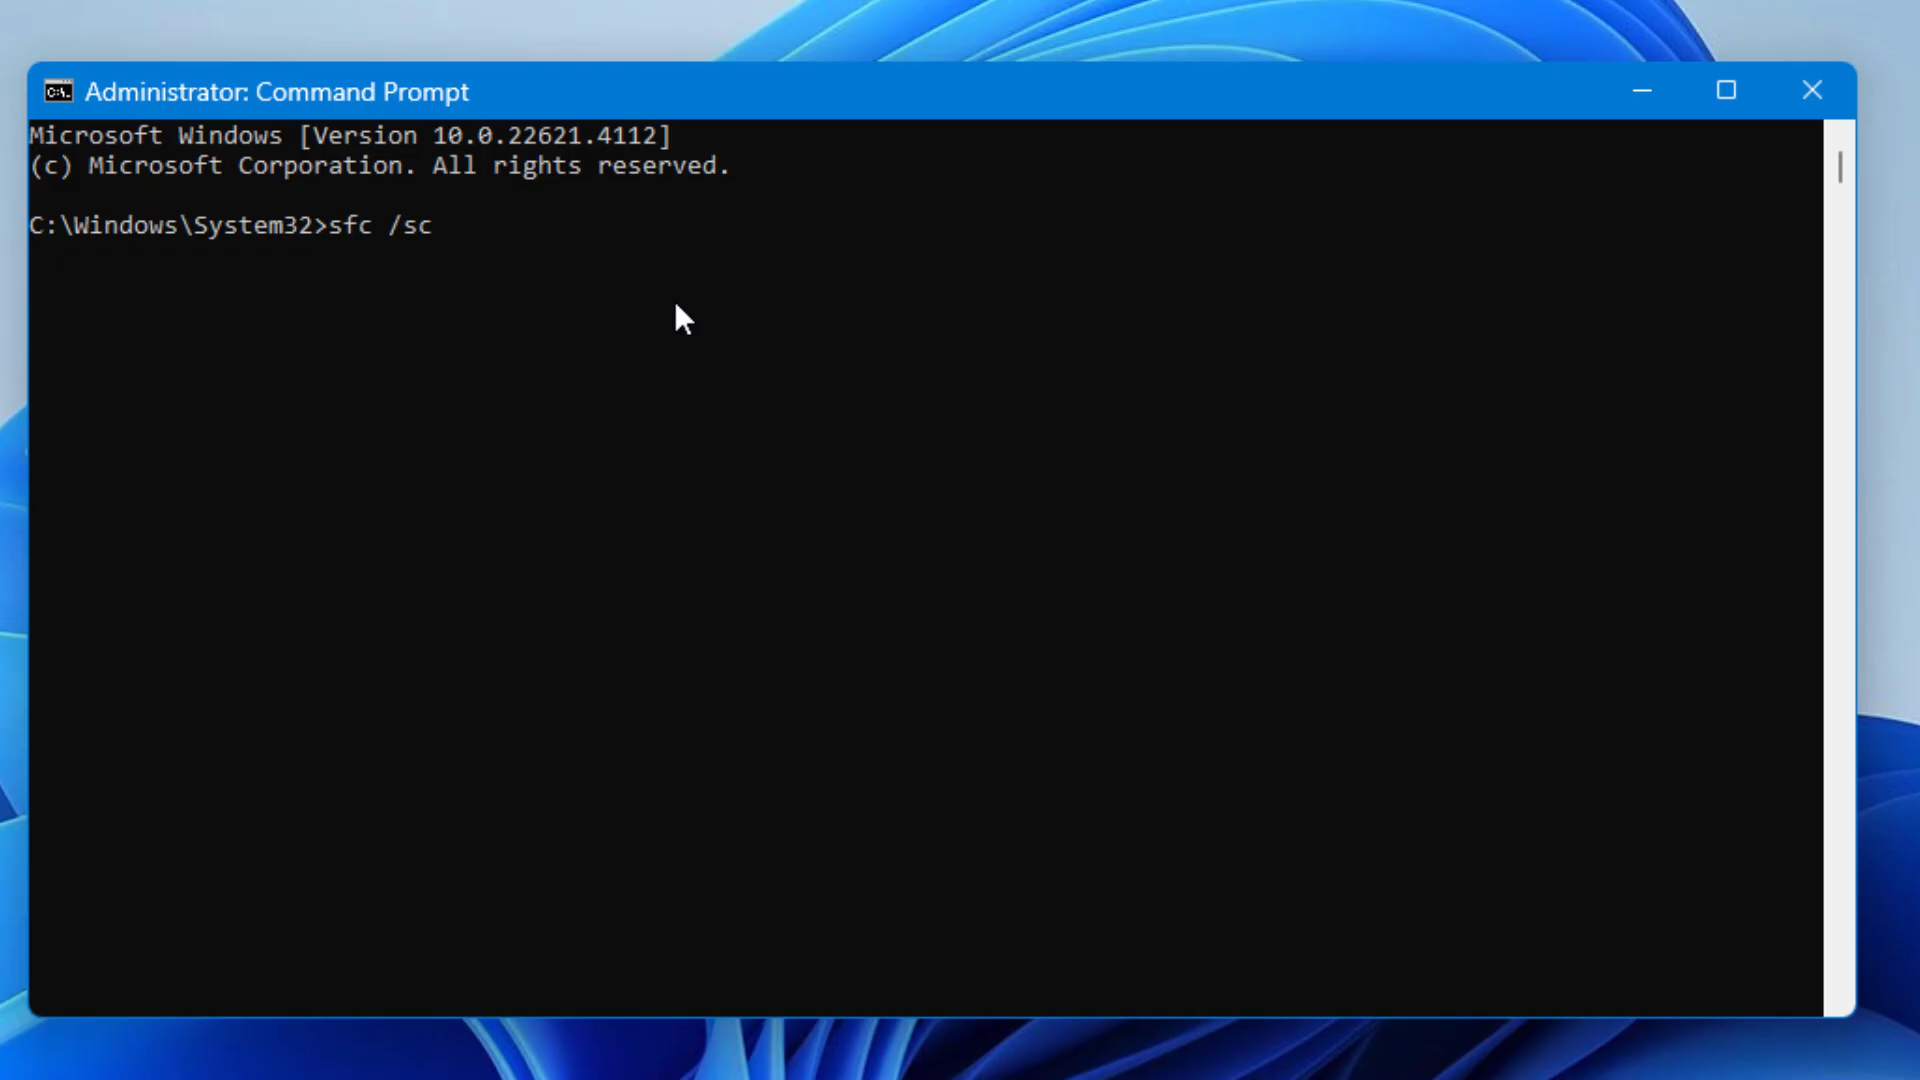 Administrator: Command Prompt
Microsoft Windows [Version 10.0.22621.4112]
(c) Microsoft Corporation. All rights reserved.
C:\Windows\System32>sfc /sc